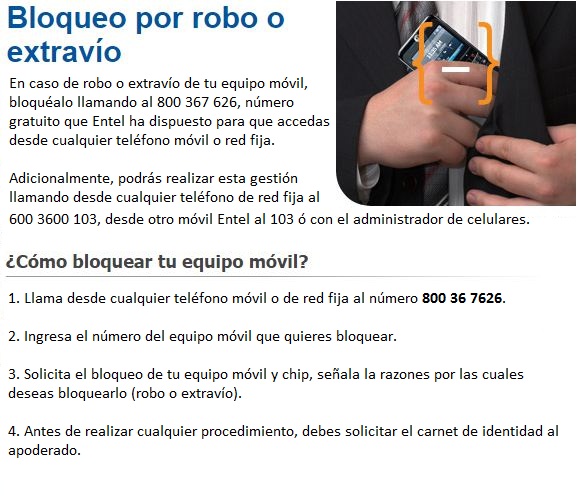 Bloqueo por robo o
extravío
En caso de robo o extravío de tu equipo móvil,
bloquéalo llamando al 800 367 626, número
gratuito que Entel ha dispuesto para que accedas
desde cualquier teléfono móvil o red fija.
Adicionalmente, podrás realizar esta gestión
llamando desde cualquier teléfono de red fija al
600 3600 103, desde otro móvil Entel al 103 ó con el administrador de celulares.
¿Cómo bloquear tu equipo móvil?
1. Llama desde cualquier teléfono móvil o de red fija al número 800 36 7626.
2. Ingresa el número del equipo móvil que quieres bloquear.
3. Solicita el bloqueo de tu equipo móvil y chip, señala la razones por las cuales
deseas bloquearlo (robo o extravío).
4. Antes de realizar cualquier procedimiento, debes solicitar el carnet de identidad al
apoderado.